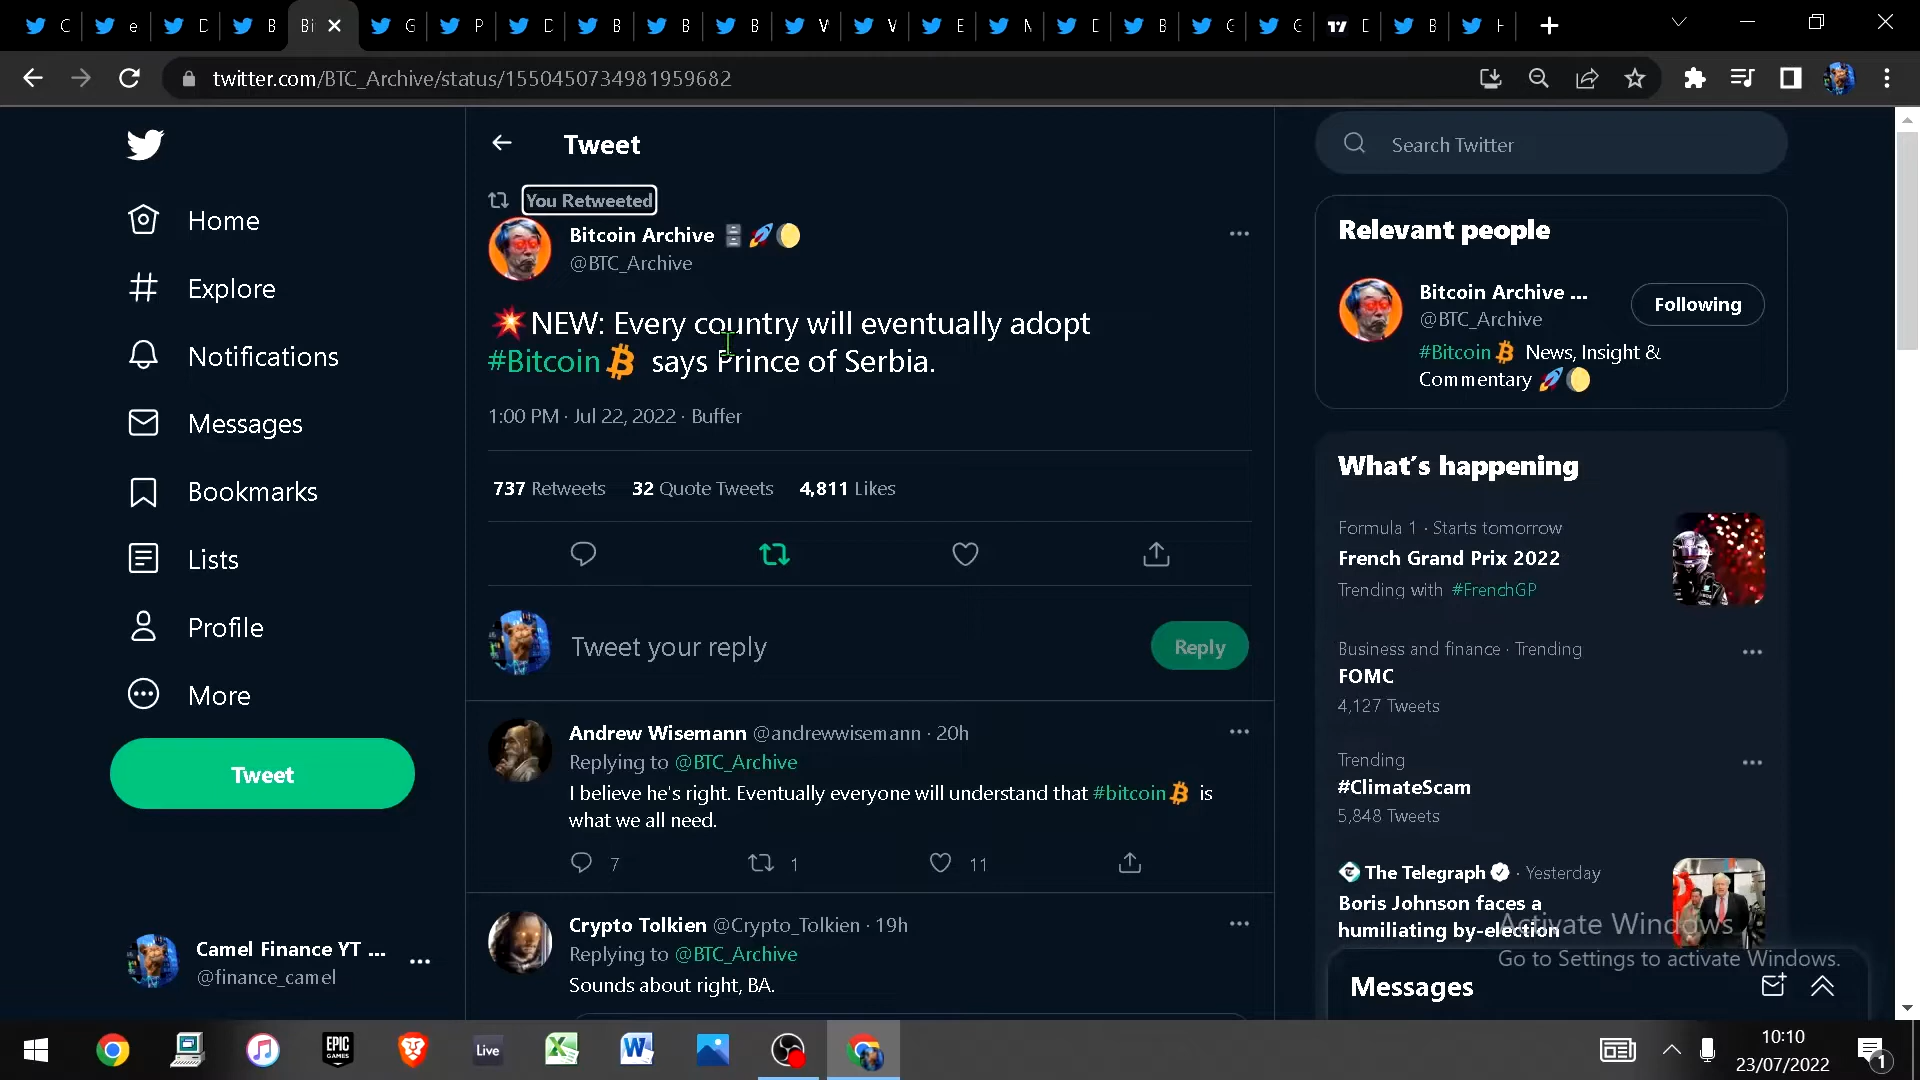 C
e
D
B
Bi
G
P
D
B
B
B
V
V
E
N
D
B
G
G
D
B
F
twitter.com/BTC_Archive/status/1550450734981959682
Home
Explore
Notifications
Messages
Bookmarks
Lists
Profile
More
Tweet
Camel Finance YT ...
@finance_camel
Tweet
You Retweeted
Bitcoin Archive
@BTC_Archive
NEW: Every country will eventually adopt
#Bitcoin says Prince of Serbia.
1:00 PM · Jul 22, 2022 · Buffer
737 Retweets 32 Quote Tweets 4,811 Likes
Tweet your reply
Reply
Andrew Wisemann @andrewwisemann · 20h
Replying to @BTC_Archive
I believe he's right. Eventually everyone will understand that #bitcoin is
what we all need.
7 1 11
Crypto Tolkien @Crypto_Tolkien · 19h
Replying to @BTC_Archive
Sounds about right, BA.
Search Twitter
Relevant people
Bitcoin Archive ...
@BTC_Archive
Following
#Bitcoin News, Insight &
Commentary
What's happening
Formula 1 · Starts tomorrow
French Grand Prix 2022
Trending with #FrenchGP
Business and finance · Trending
FOMC
4,127 Tweets
Trending
#ClimateScam
5,848 Tweets
The Telegraph · Yesterday
Boris Johnson faces a
humiliating by-election
Activate Windows
Go to Settings to activate Windows.
Messages
EPIC
GAMES
Live
10:10
23/07/2022
1